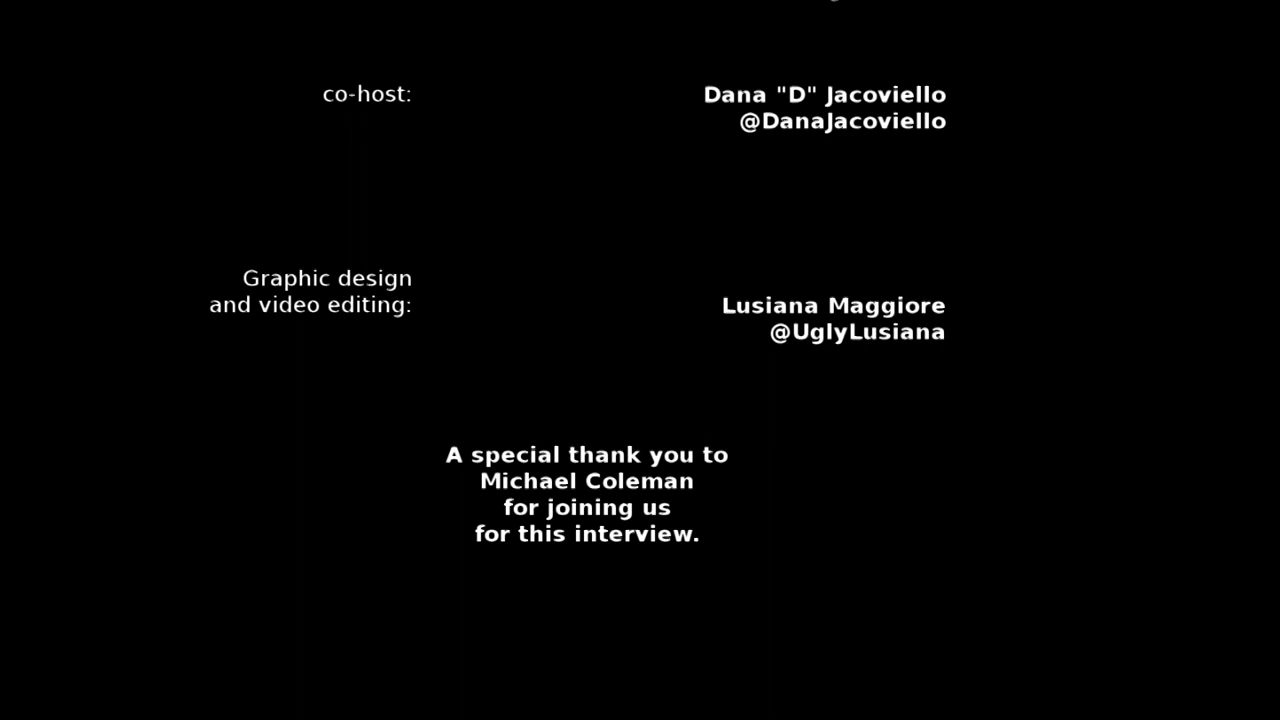 co-host:
Dana "D" Jacoviello
@DanaJacoviello
Graphic design
and video editing:
Lusiana Maggiore
@UglyLusiana
A special thank you to
Michael Coleman
for joining us
for this interview.